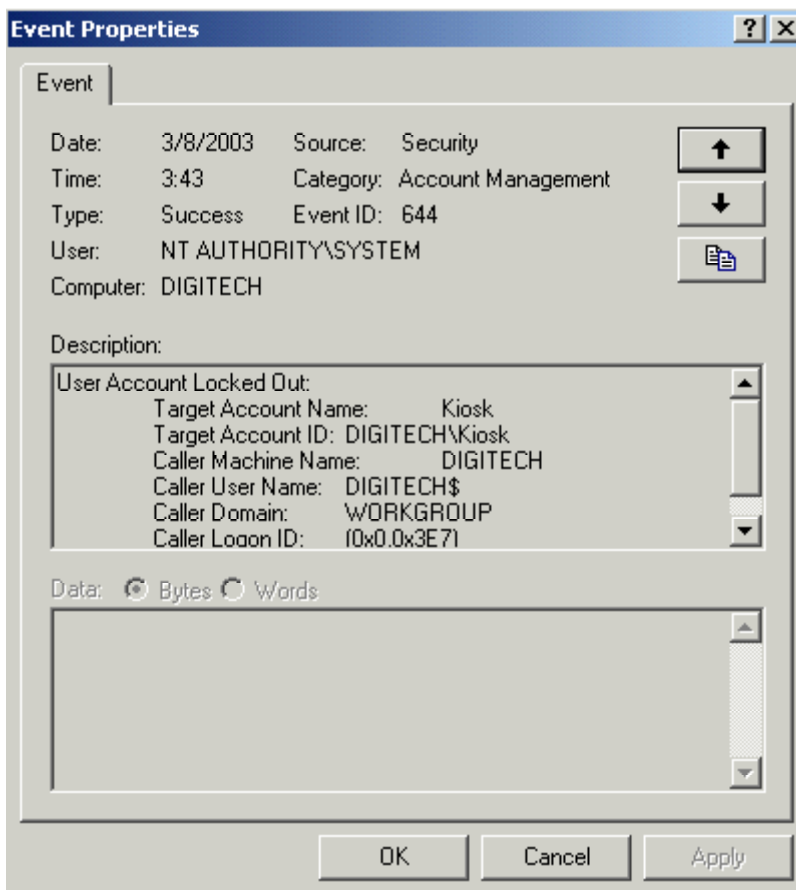 Event Properties
Event
Date: 3/8/2003 Source: Security
Time: 3:43 Category: Account Management
Type: Success Event ID: 644
User: NT AUTHORITY\SYSTEM
Computer: DIGITECH
Description:
User Account Locked Out:
Target Account Name: Kiosk
Target Account ID: DIGITECH\Kiosk
Caller Machine Name: DIGITECH
Caller User Name: DIGITECH$
Caller Domain: WORKGROUP
Caller Logon ID: (0x0,0x3E7)
Data: Bytes Words
OK Cancel Apply